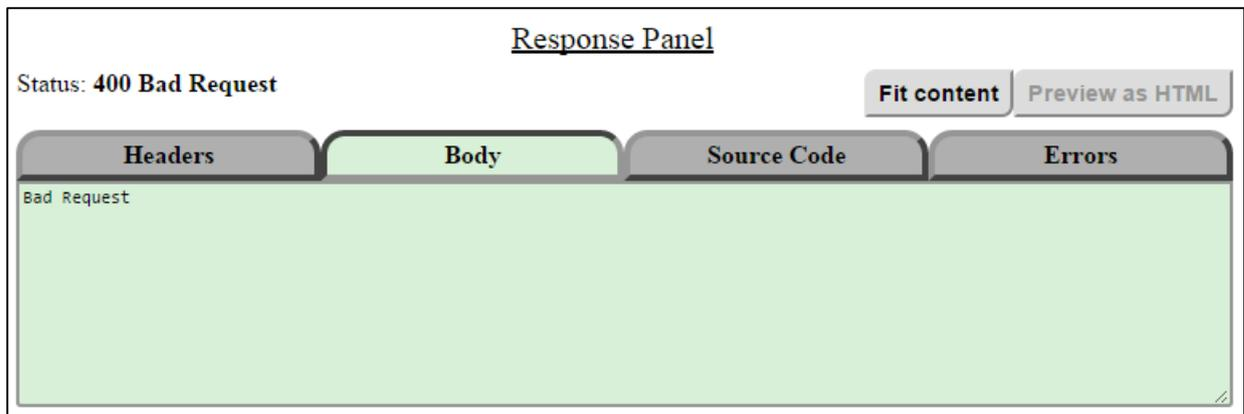 Response Panel
Status: 400 Bad Request
Fit content Preview as HTML
Headers Body Source Code Errors
Bad Request